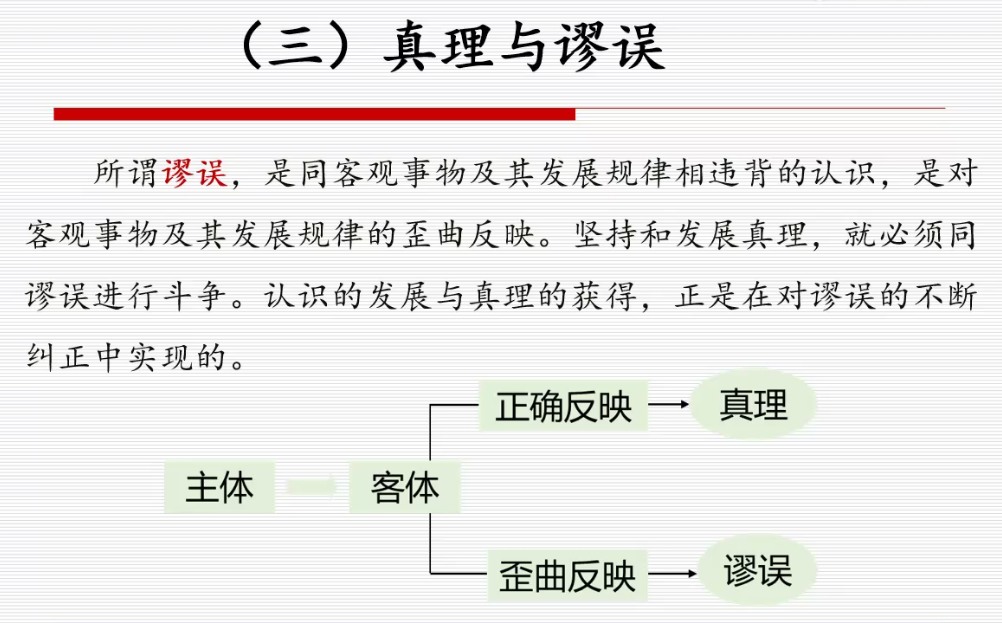 （三）真理与谬误
所谓谬误，是同客观事物及其发展规律相违背的认识，是对
客观事物及其发展规律的歪曲反映。坚持和发展真理，就必须同
谬误进行斗争。认识的发展与真理的获得，正是在对谬误的不断
纠正中实现的。
正确反映
真理
主体
客体
歪曲反映
谬误